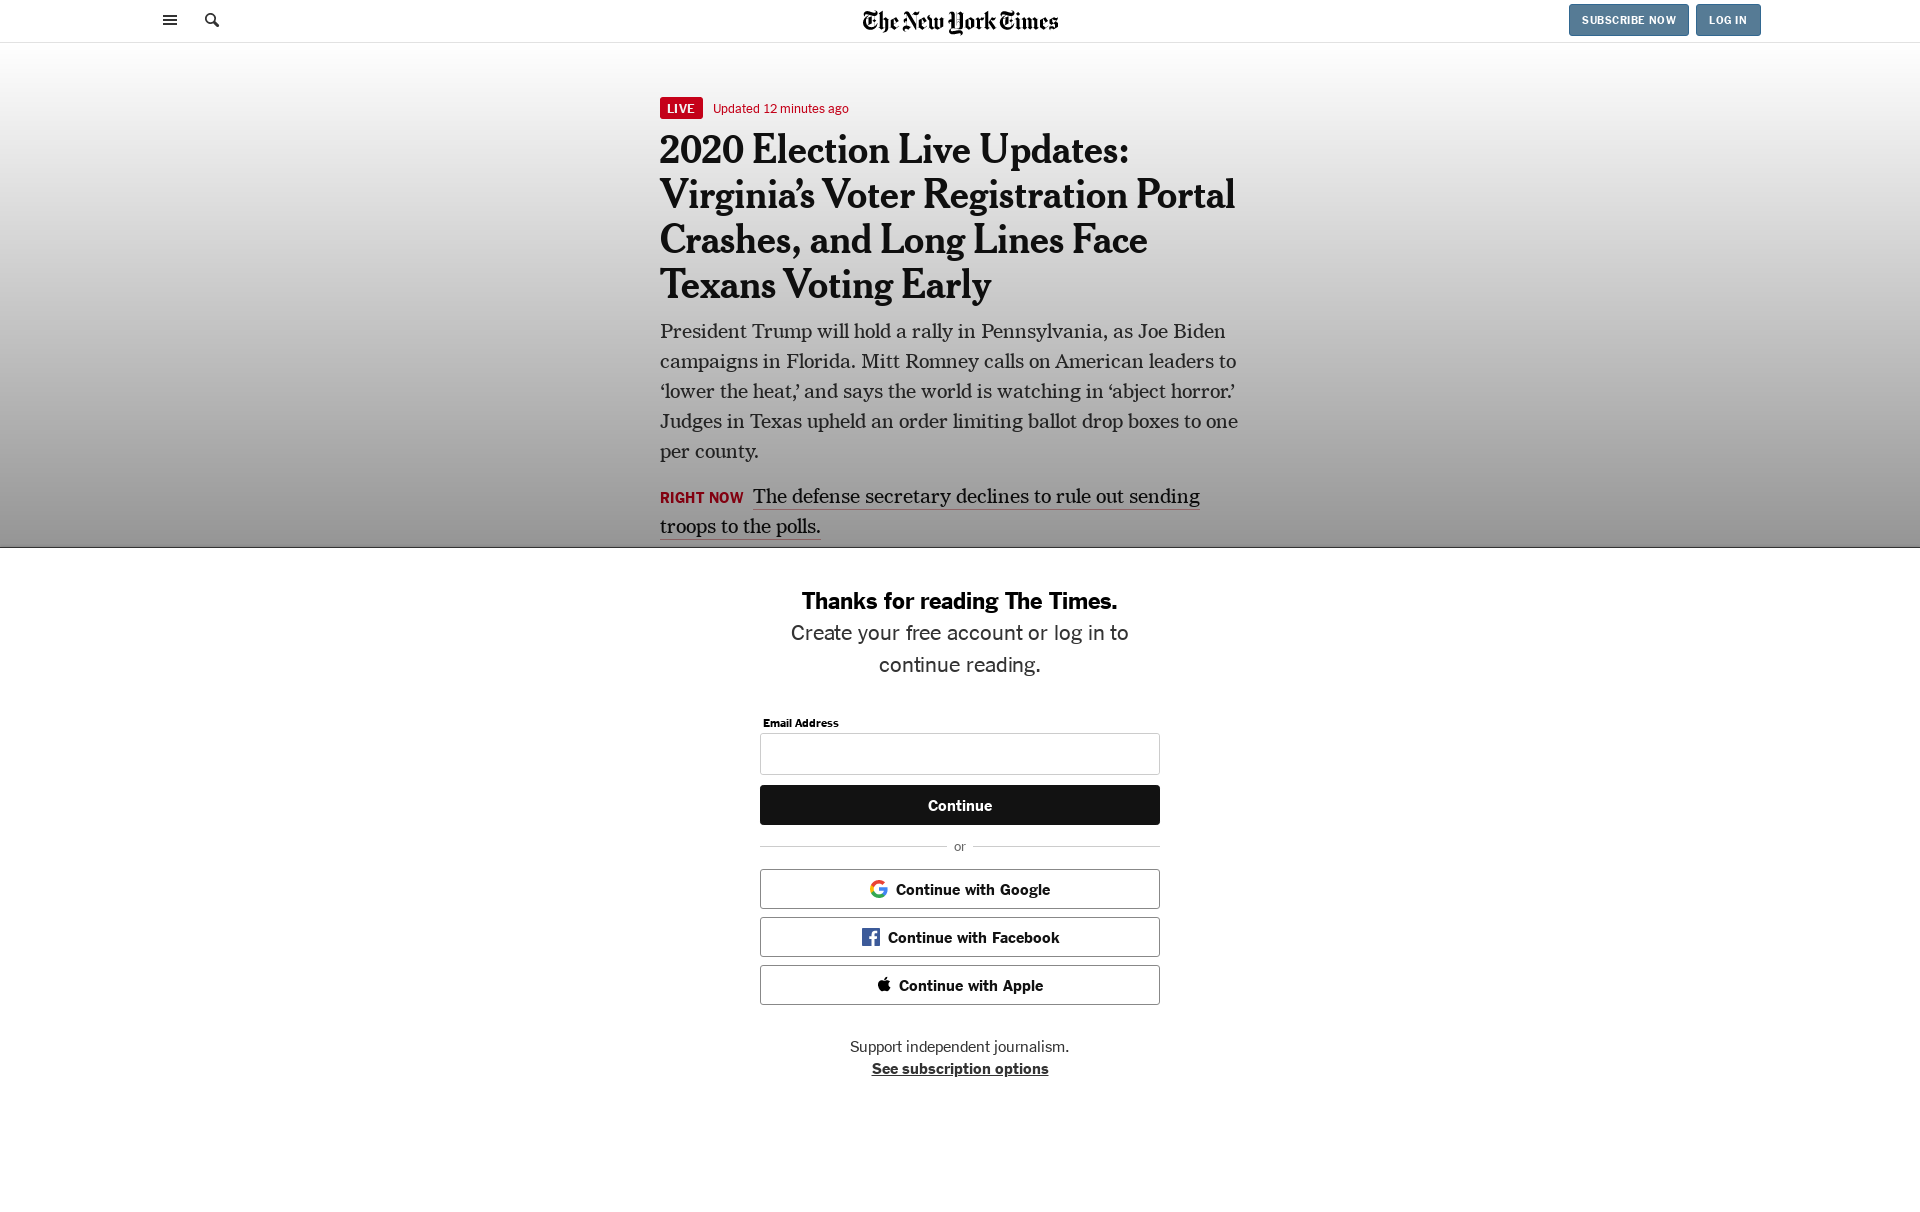 The New York Times
SUBSCRIBE NOW
LOG IN
LIVE Updated 12 minutes ago
2020 Election Live Updates:
Virginia’s Voter Registration Portal
Crashes, and Long Lines Face
Texans Voting Early
President Trump will hold a rally in Pennsylvania, as Joe Biden
campaigns in Florida. Mitt Romney calls on American leaders to
‘lower the heat,’ and says the world is watching in ‘abject horror.’
Judges in Texas upheld an order limiting ballot drop boxes to one
per county.
RIGHT NOW The defense secretary declines to rule out sending
troops to the polls.
Thanks for reading The Times.
Create your free account or log in to
continue reading.
Email Address
Continue
or
Continue with Google
Continue with Facebook
Continue with Apple
Support independent journalism.
See subscription options